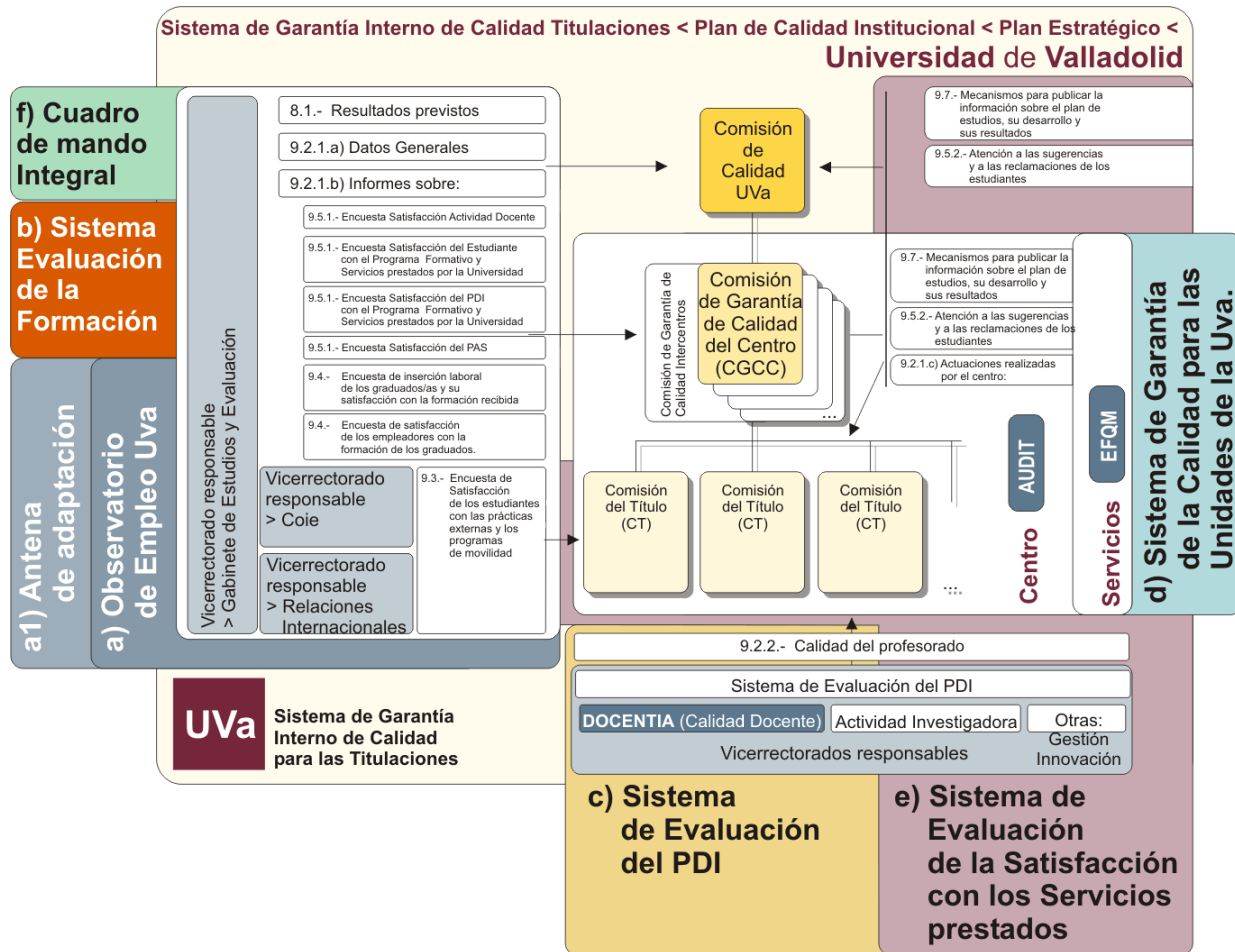 Sistema de Garantía Interno de Calidad Titulaciones < Plan de Calidad Institucional < Plan Estratégico <
Universidad de Valladolid
f) Cuadro
de mando
Integral
b) Sistema
Evaluación
de la
Formación
a1) Antena
de adaptación
a) Observatorio
de Empleo Uva
Vicerrectorado responsable
> Gabinete de Estudios y Evaluación
8.1.- Resultados previstos
9.2.1.a) Datos Generales
9.2.1.b) Informes sobre:
9.5.1.- Encuesta Satisfacción Actividad Docente
9.5.1.- Encuesta Satisfacción del Estudiante
con el Programa Formativo y
Servicios prestados por la Universidad
9.5.1.- Encuesta Satisfacción del PDI
con el Programa Formativo y
Servicios prestados por la Universidad
9.5.1.- Encuesta Satisfacción del PAS
9.4.- Encuesta de inserción laboral
de los graduados/as y su
satisfacción con la formación recibida
9.4.- Encuesta de satisfacción
de los empleadores con la
formación de los graduados.
Vicerrectorado
responsable
> Coie
Vicerrectorado
responsable
> Relaciones
Internacionales
9.3.- Encuesta de
Satisfacción
de los estudiantes
con las prácticas
externas y los
programas
de movilidad
Comisión
de
Calidad
UVa
9.7.- Mecanismos para publicar la
información sobre el plan de
estudios, su desarrollo y
sus resultados
9.5.2.- Atención a las sugerencias
y a las reclamaciones de los
estudiantes
Comisión de Garantía de
Calidad Intercentros
Comisión
de Garantía
de Calidad
del Centro
(CGCC)
...
9.7.- Mecanismos para publicar la
información sobre el plan de
estudios, su desarrollo y
sus resultados
9.5.2.- Atención a las sugerencias
y a las reclamaciones de los
estudiantes
9.2.1.c) Actuaciones realizadas
por el centro:
Comisión
del Título
(CT)
Comisión
del Título
(CT)
Comisión
del Título
(CT)
....
AUDIT
Centro
EFQM
Servicios
d) Sistema de Garantía
de la Calidad para las
Unidades de la Uva.
9.2.2.- Calidad del profesorado
Sistema de Evaluación del PDI
DOCENTIA (Calidad Docente)
Actividad Investigadora
Otras:
Gestión
Innovación
Vicerrectorados responsables
UVa
Sistema de Garantía
Interno de Calidad
para las Titulaciones
c) Sistema
de Evaluación
del PDI
e) Sistema de
Evaluación
de la Satisfacción
con los Servicios
prestados